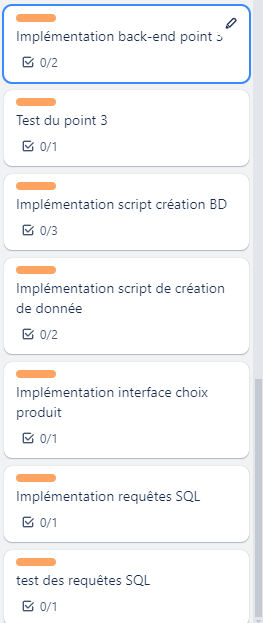 Implémentation back-end point
0/2
Test du point 3
0/1
Implémentation script création BD
0/3
Implémentation script de création
de donnée
0/2
Implémentation interface choix
produit
0/1
Implémentation requêtes SQL
0/1
test des requêtes SQL
0/1